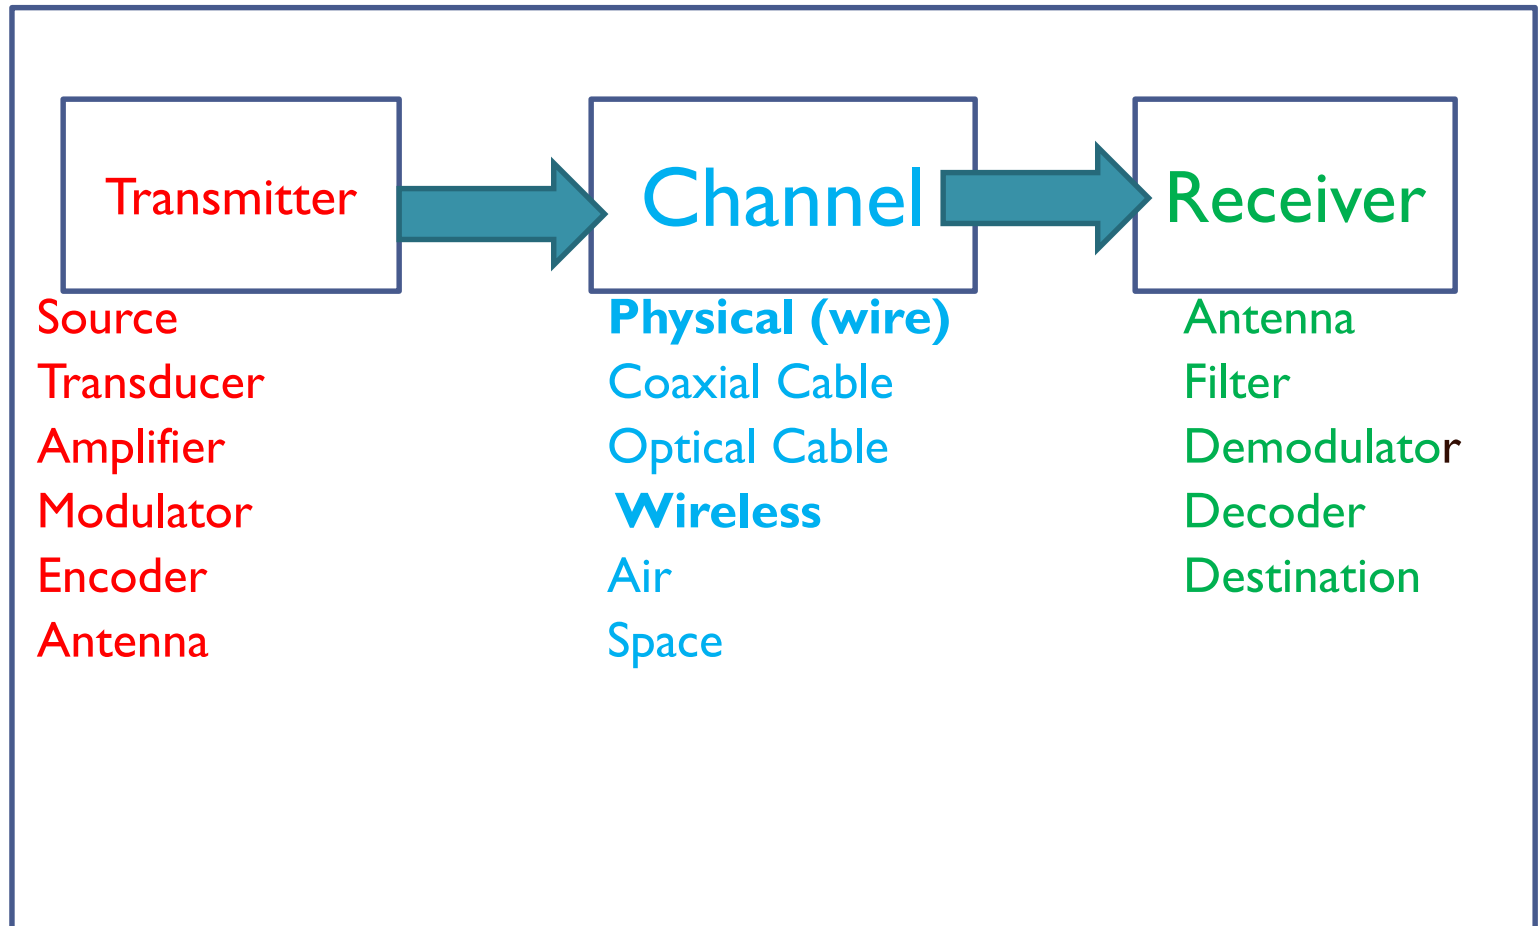 Transmitter
Channel
Receiver
Source
Transducer
Amplifier
Modulator
Encoder
Antenna
Physical (wire)
Coaxial Cable
Optical Cable
Wireless
Air
Space
Antenna
Filter
Demodulator
Decoder
Destination